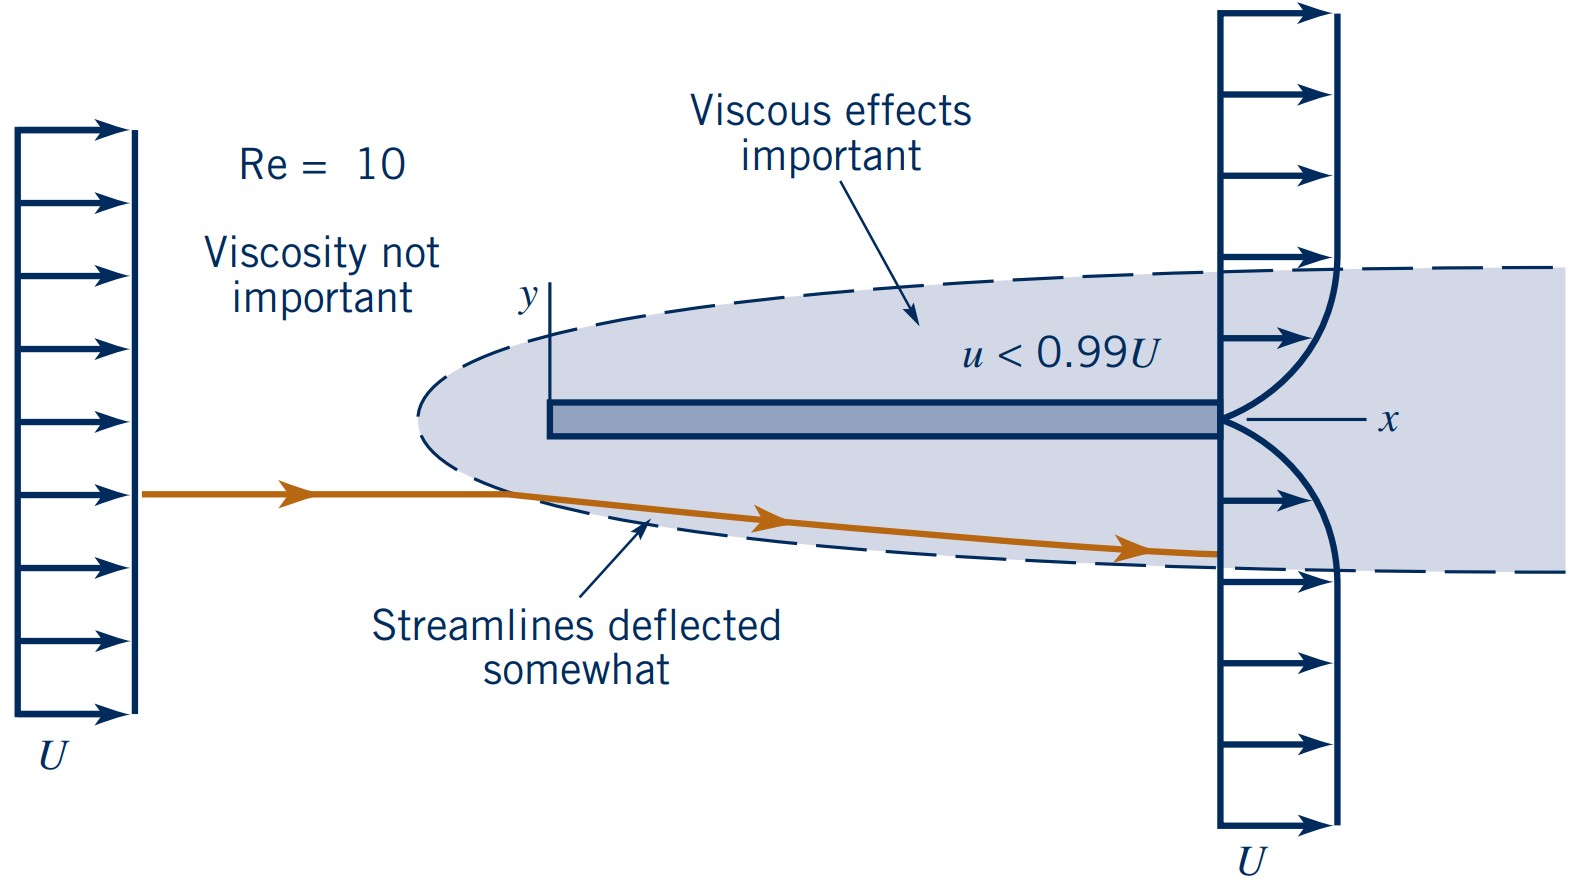 Re = 10
Viscosity not
important
Viscous effects
important
y
u < 0.99U
x
Streamlines deflected
somewhat
U
U